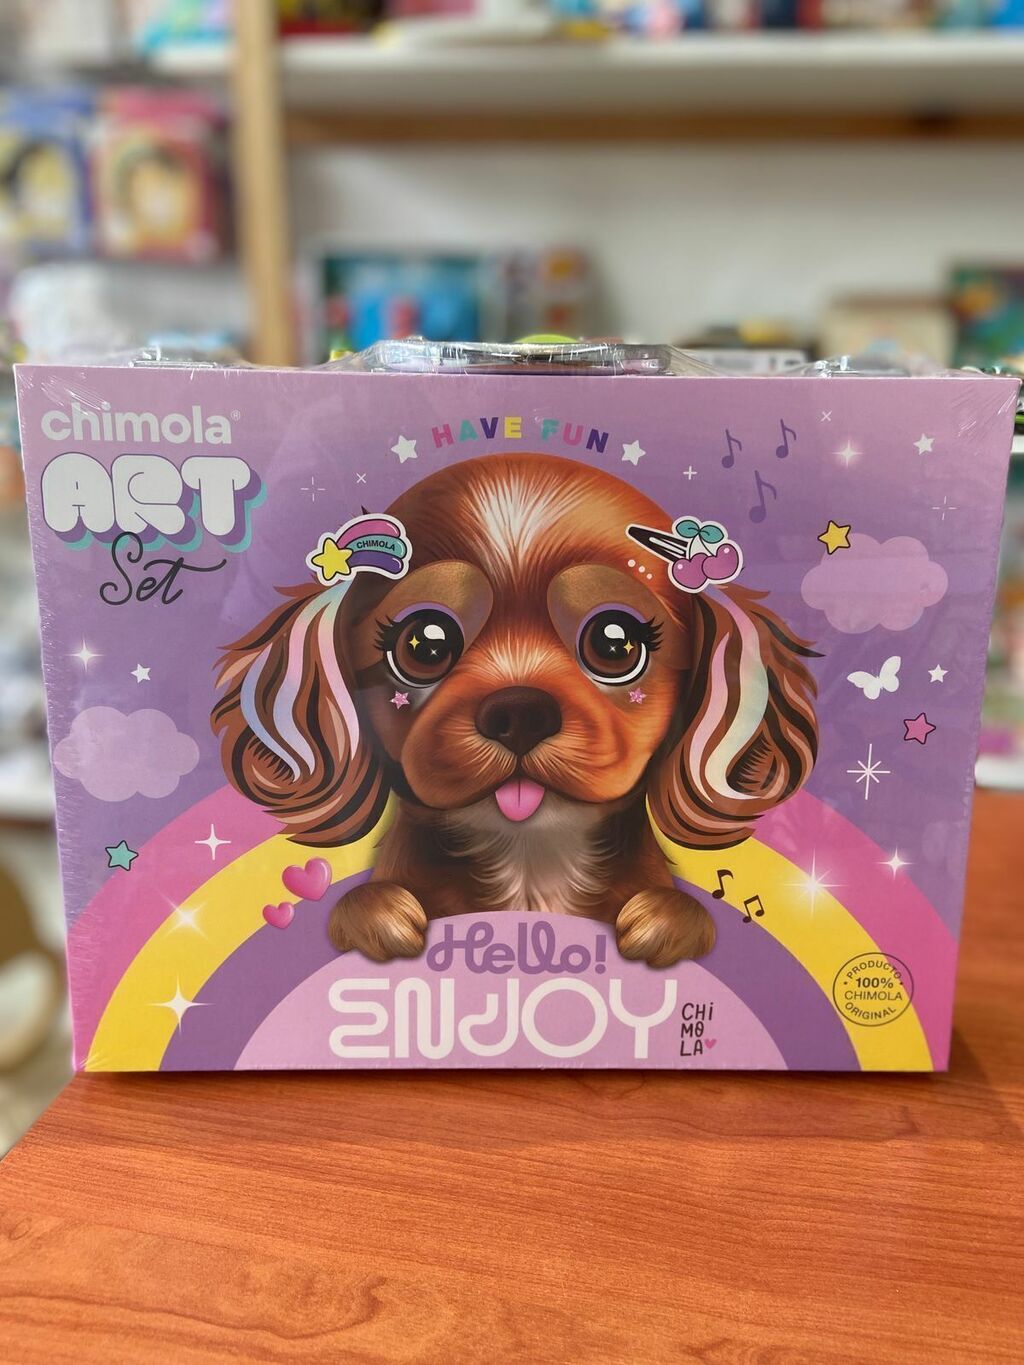 chimola®
ART
Set
HAVE FUN
CHIMOLA
Hello!
ENJOY
CHi
MO
LA
PRODUCTO
100%
CHIMOLA
ORIGINAL